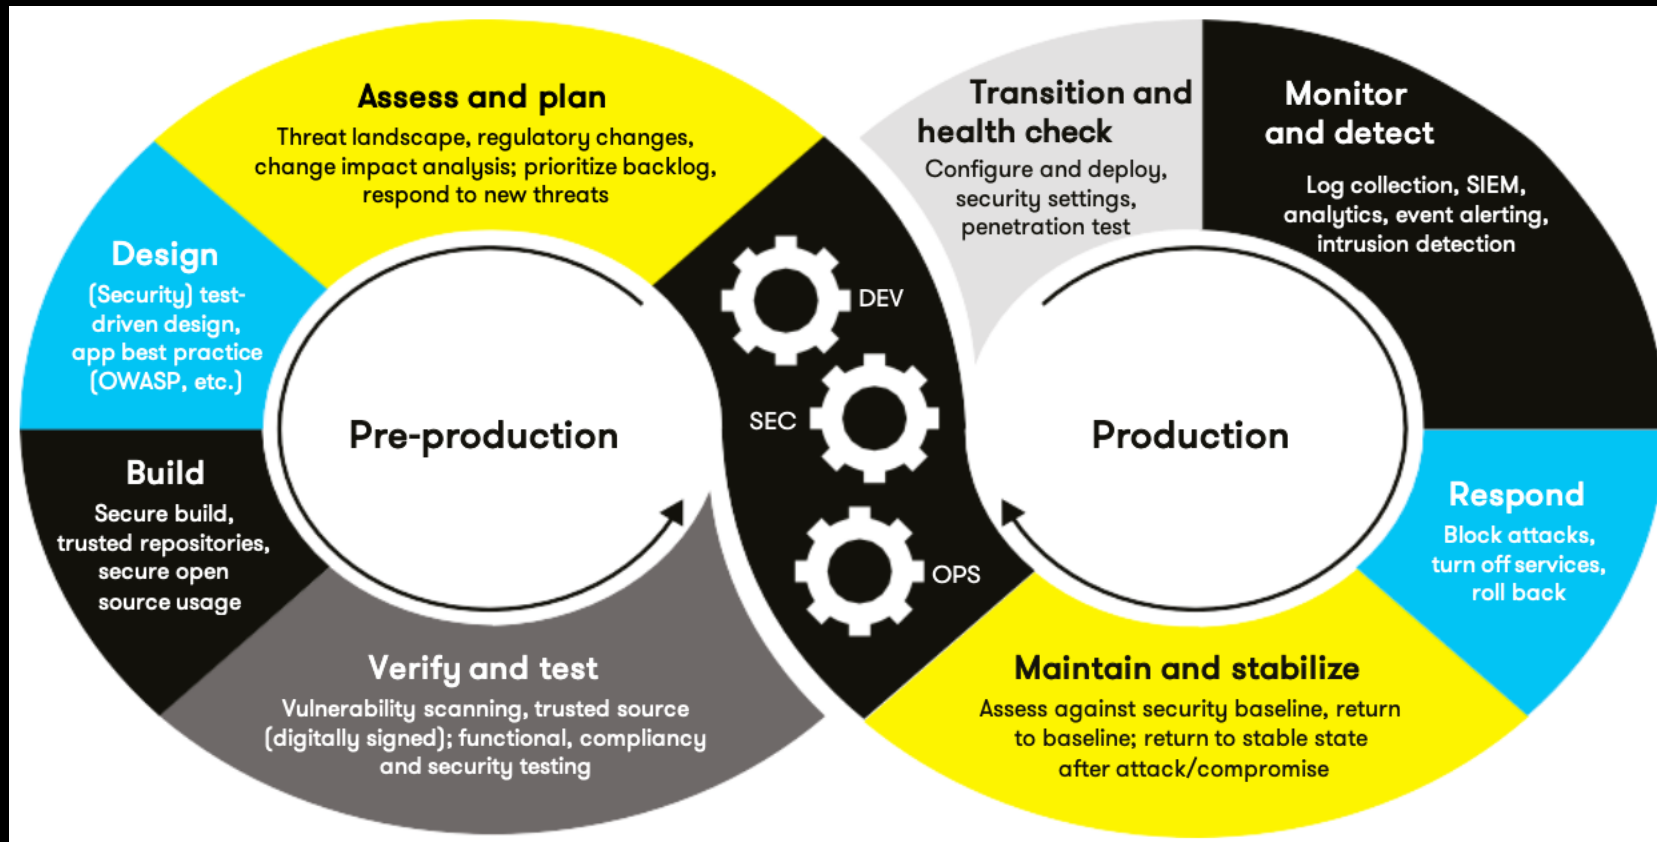 Assess and plan
Threat landscape, regulatory changes,
change impact analysis; prioritize backlog,
respond to new threats
Design
(Security) test-
driven design,
app best practice
(OWASP, etc.)
Build
Secure build,
trusted repositories,
secure open
source usage
Verify and test
Vulnerability scanning, trusted source
(digitally signed); functional, compliancy
and security testing
Pre-production
DEV
SEC
OPS
Transition and
health check
Configure and deploy,
security settings,
penetration test
Monitor
and detect
Log collection, SIEM,
analytics, event alerting,
intrusion detection
Respond
Block attacks,
turn off services,
roll back
Maintain and stabilize
Assess against security baseline, return
to baseline; return to stable state
after attack/compromise
Production